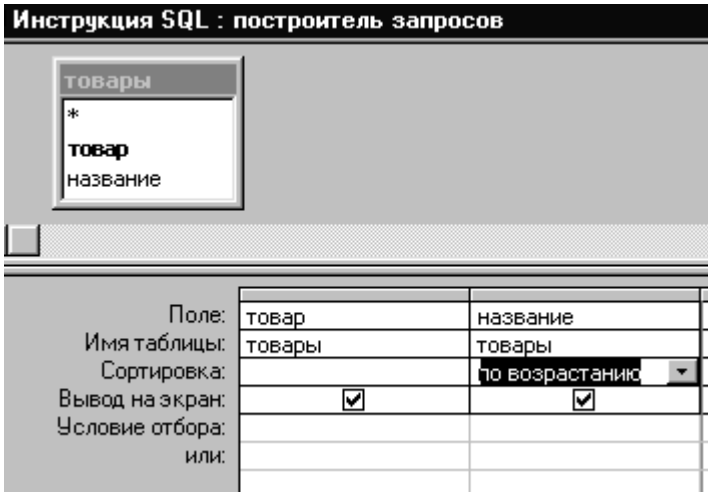 Инструкция SQL : построитель запросов
товары
*
товар
название
Поле: товар название
Имя таблицы: товары товары
Сортировка: по возрастанию
Вывод на экран:
Условие отбора:
или: